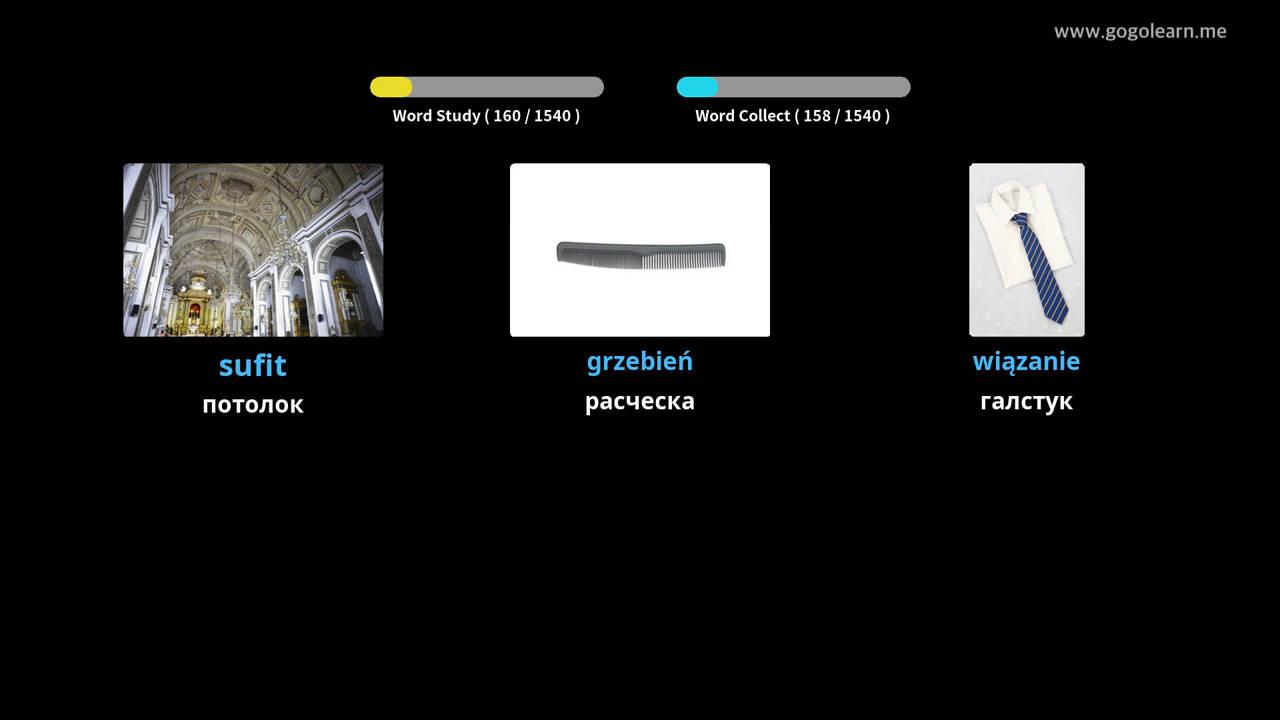 www.gogolearn.me
Word Study ( 160 / 1540 )
Word Collect ( 158 / 1540 )
sufit
потолок
grzebień
расческа
wiązanie
галстук